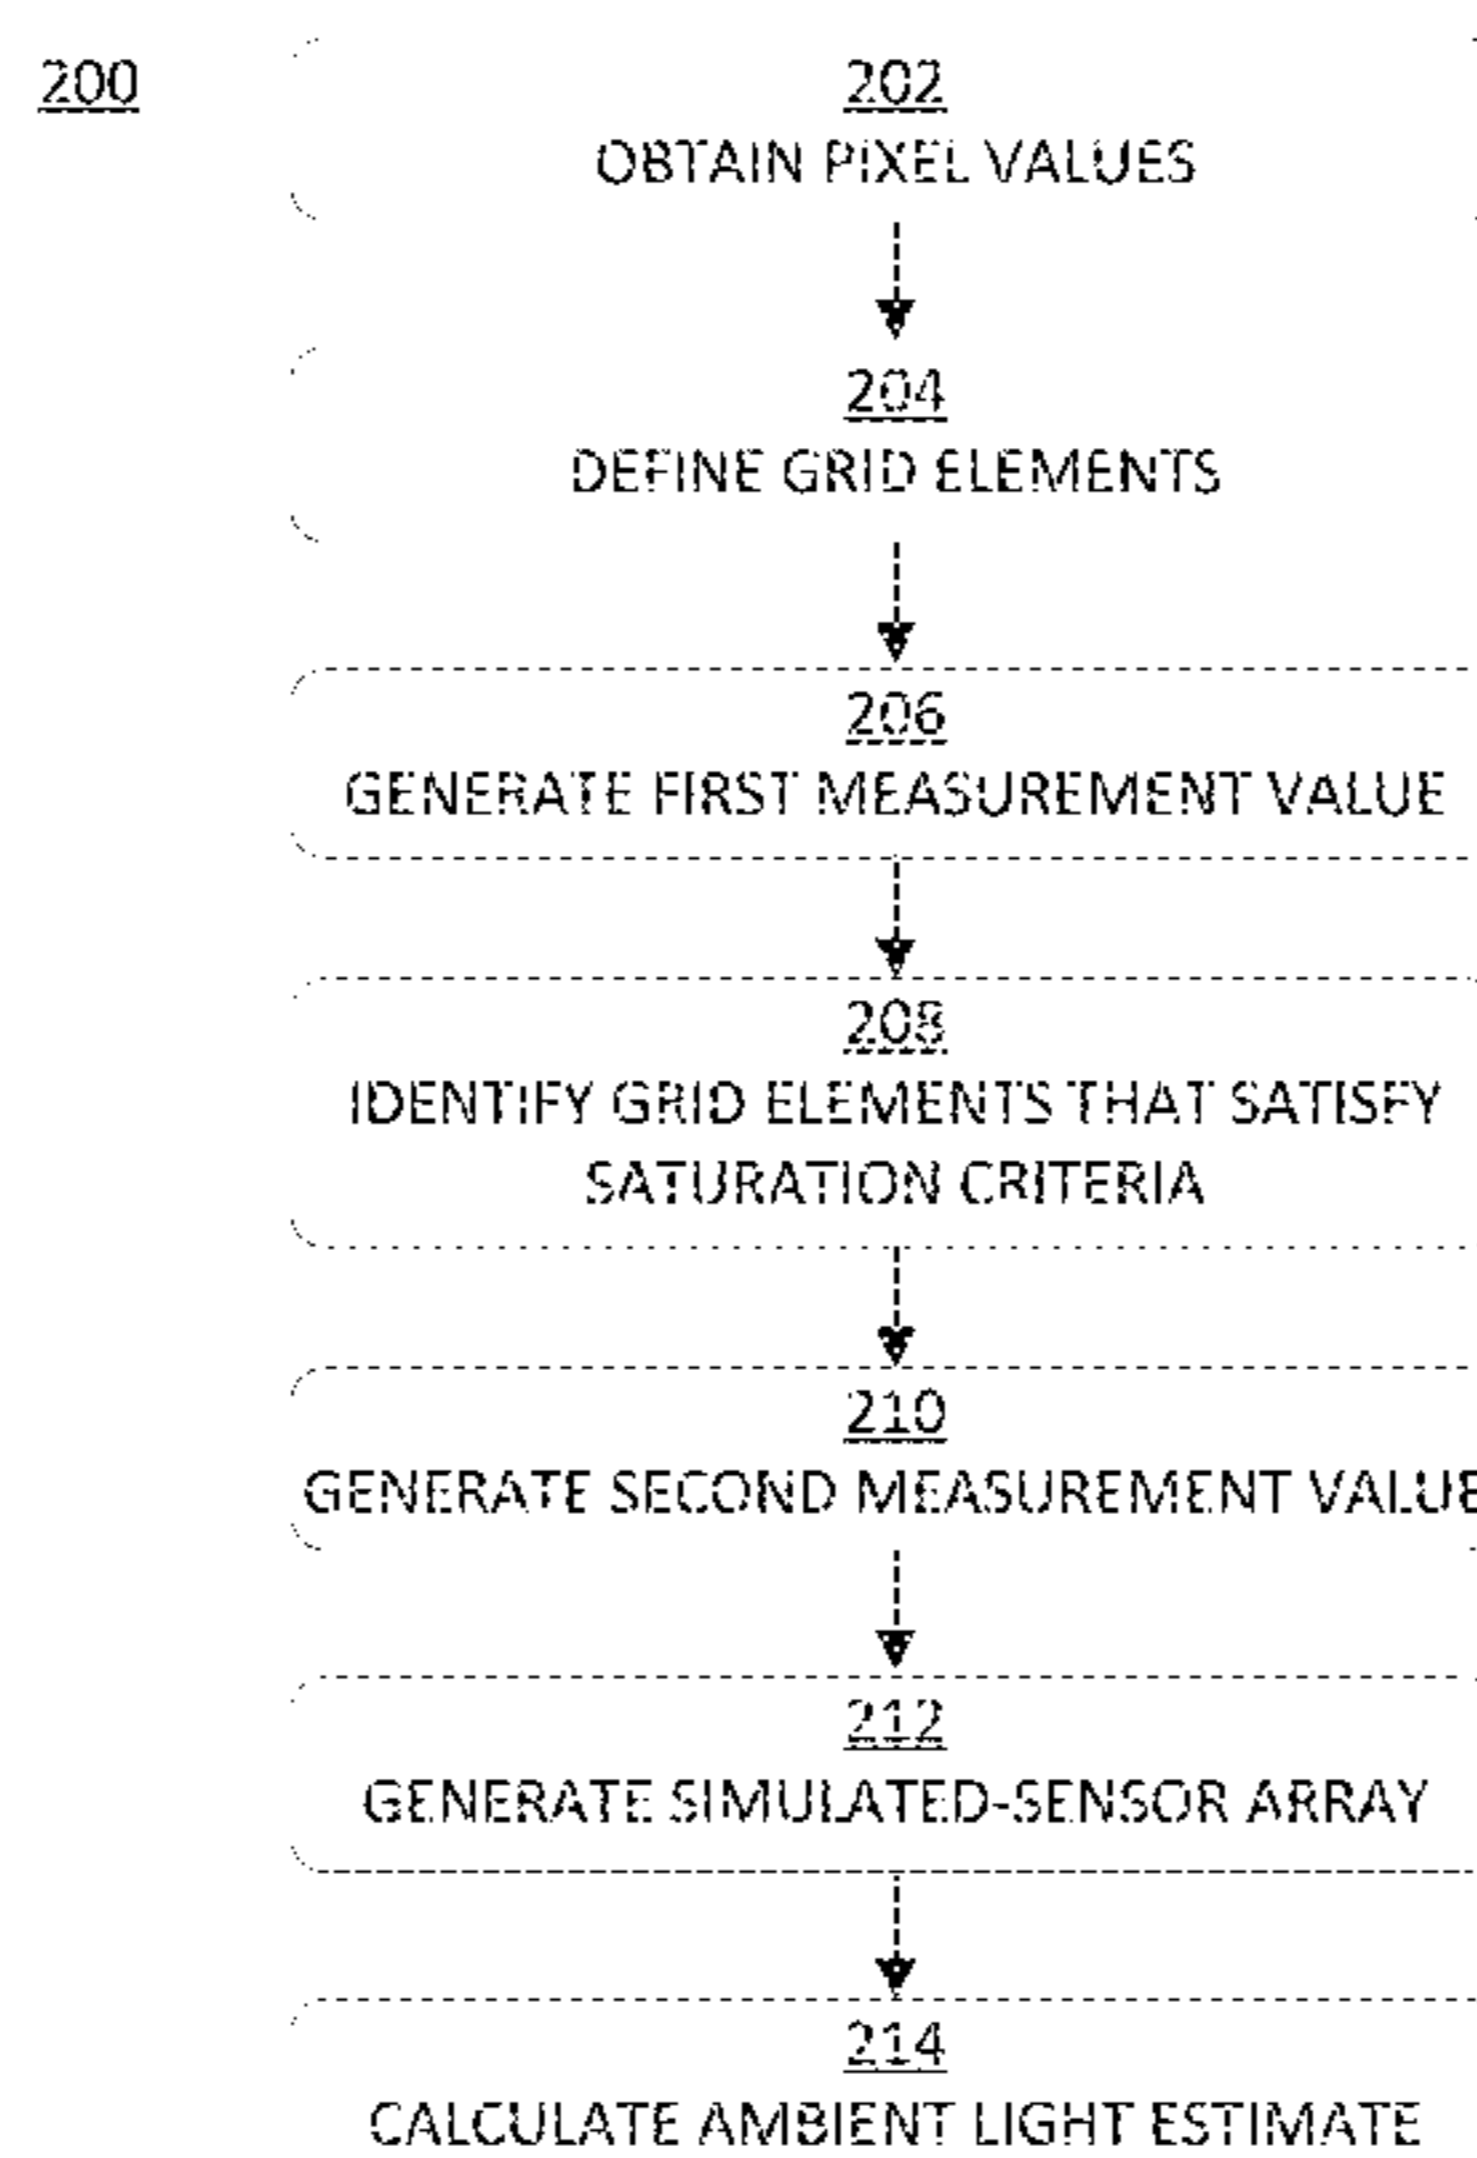 200
202
OBTAIN PIXEL VALUES
204
DEFINE GRID ELEMENTS
206
GENERATE FIRST MEASUREMENT VALUE
208
IDENTIFY GRID ELEMENTS THAT SATISFY
SATURATION CRITERIA
210
GENERATE SECOND MEASUREMENT VALUE
212
GENERATE SIMULATED-SENSOR ARRAY
214
CALCULATE AMBIENT LIGHT ESTIMATE